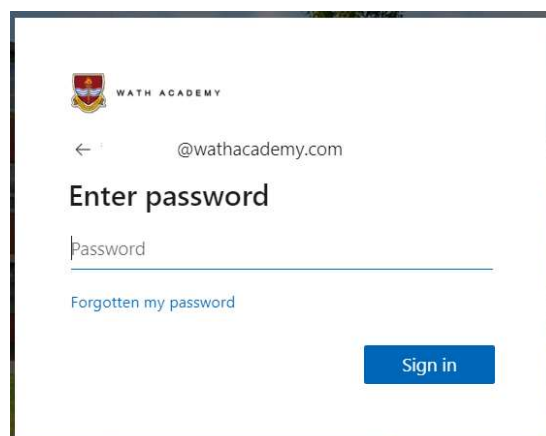 WATH ACADEMY
← @wathacademy.com
Enter password
Password
Forgotten my password
Sign in